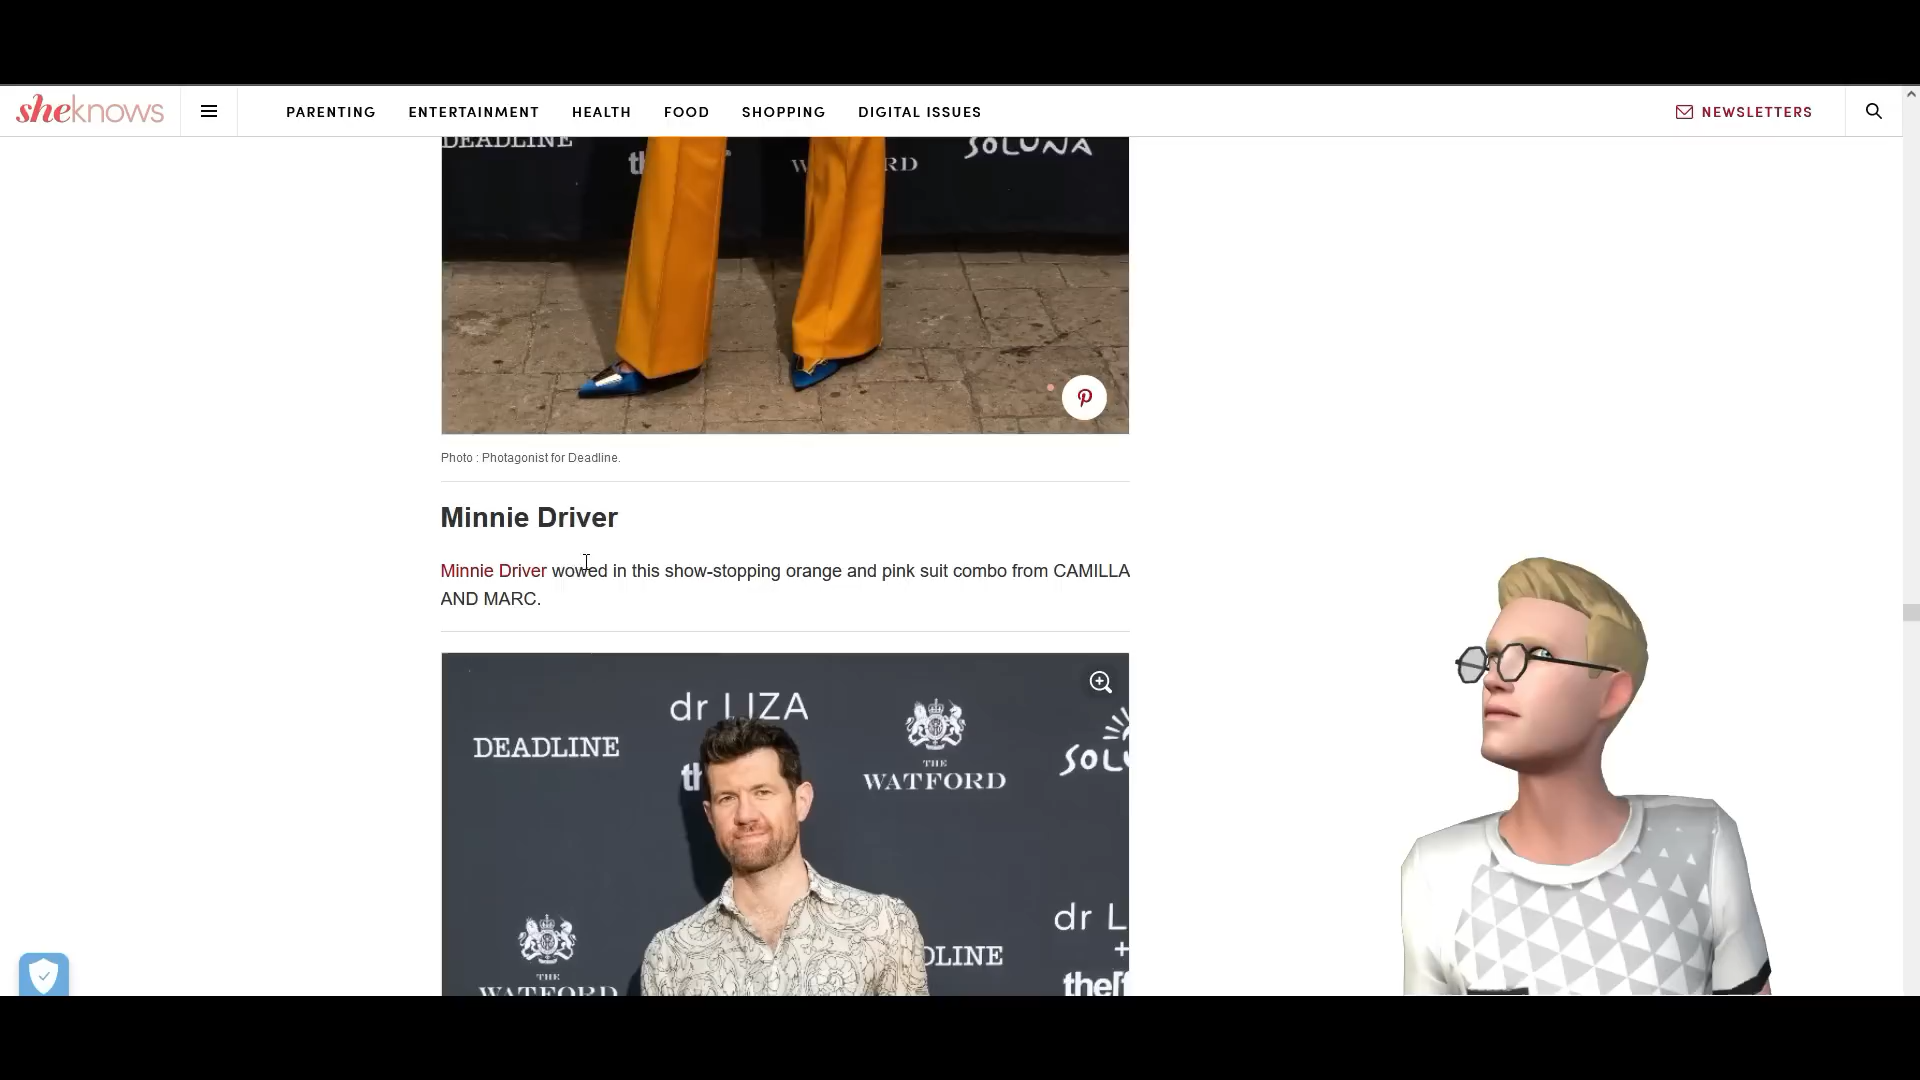 sheknows
PARENTING ENTERTAINMENT HEALTH FOOD SHOPPING DIGITAL ISSUES
NEWSLETTERS
DEADLINE
SOLUNA
Photo : Photagonist for Deadline.
Minnie Driver
Minnie Driver wowed in this show-stopping orange and pink suit combo from CAMILLA
AND MARC.
dr LIZA
DEADLINE
THE
WATFORD
dr L
+
THE
WATFORD